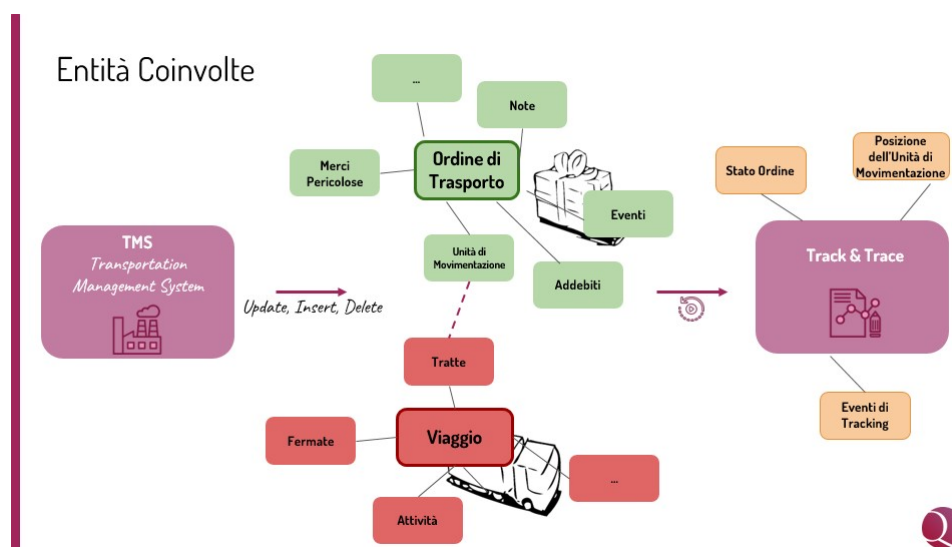 Entità Coinvolte
...
Note
Merci
Pericolose
Ordine di
Trasporto
Eventi
Unità di
Movimentazione
Addebiti
TMS
Transportation
Management System
Update, Insert, Delete
Tratte
Fermate
Viaggio
Attività
...
Stato Ordine
Posizione
dell'Unità di
Movimentazione
Track & Trace
Eventi di
Tracking
Q